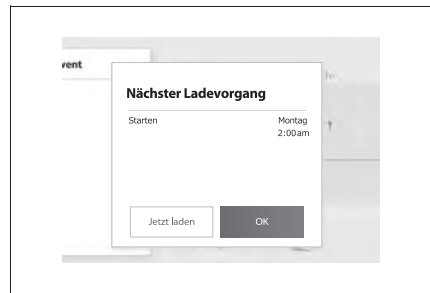 vent
Nächster Ladevorgang
Starten Montag
2:00am
Jetzt laden OK